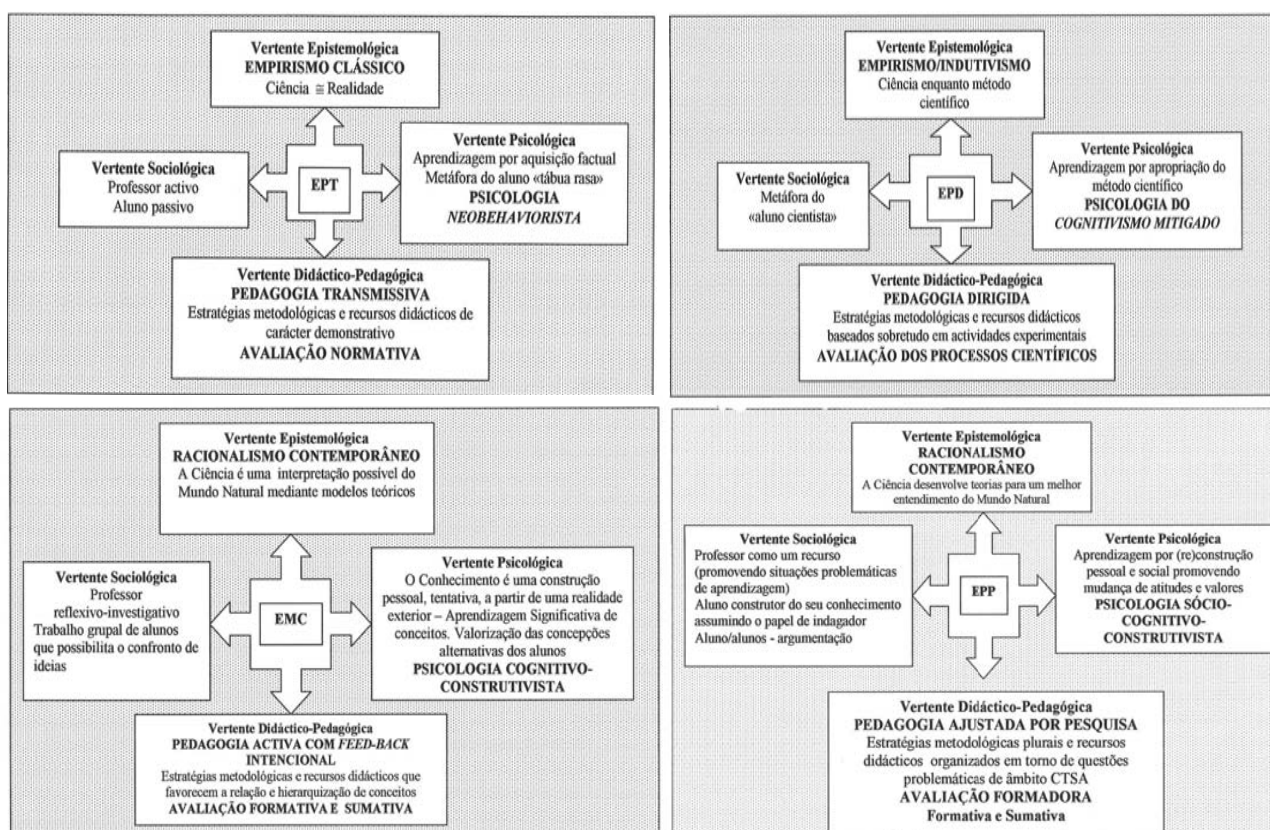 Vertente Epistemológica
EMPIRISMO CLÁSSICO
Ciência ≅ Realidade
Vertente Sociológica
Professor activo
Aluno passivo
EPT
Vertente Psicológica
Aprendizagem por aquisição factual
Metáfora do aluno «tábua rasa»
PSICOLOGIA
NEOBEHAVIORISTA
Vertente Didáctico-Pedagógica
PEDAGOGIA TRANSMISSIVA
Estratégias metodológicas e recursos didácticos de
carácter demonstrativo
AVALIAÇÃO NORMATIVA
Vertente Epistemológica
EMPIRISMO/INDUTIVISMO
Ciência enquanto método
científico
Vertente Sociológica
Metáfora do
«aluno cientista»
EPD
Vertente Psicológica
Aprendizagem por apropriação do
método científico
PSICOLOGIA DO
COGNITIVISMO MITIGADO
Vertente Didáctico-Pedagógica
PEDAGOGIA DIRIGIDA
Estratégias metodológicas e recursos didácticos
baseados sobretudo em actividades experimentais
AVALIAÇÃO DOS PROCESSOS CIENTÍFICOS
Vertente Epistemológica
RACIONALISMO CONTEMPORÂNEO
A Ciência é uma interpretação possível do
Mundo Natural mediante modelos teóricos
Vertente Sociológica
Professor
reflexivo-investigativo
Trabalho grupal de alunos
que possibilita o confronto de
ideias
EMC
Vertente Psicológica
O Conhecimento é uma construção
pessoal, tentativa, a partir de uma realidade
exterior – Aprendizagem Significativa de
conceitos. Valorização das concepções
alternativas dos alunos
PSICOLOGIA COGNITIVO-
CONSTRUTIVISTA
Vertente Didáctico-Pedagógica
PEDAGOGIA ACTIVA COM FEED-BACK
INTENCIONAL
Estratégias metodológicas e recursos didácticos que
favorecem a relação e hierarquização de conceitos
AVALIAÇÃO FORMATIVA E SUMATIVA
Vertente Epistemológica
RACIONALISMO
CONTEMPORÂNEO
A Ciência desenvolve teorias para um melhor
entendimento do Mundo Natural
Vertente Sociológica
Professor como um recurso
(promovendo situações problemáticas
de aprendizagem)
Aluno construtor do seu conhecimento
assumindo o papel de indagador
Aluno/alunos - argumentação
EPP
Vertente Psicológica
Aprendizagem por (re)construção
pessoal e social promovendo
mudança de atitudes e valores
PSICOLOGIA SÓCIO-
COGNITIVO-
CONSTRUTIVISTA
Vertente Didáctico-Pedagógica
PEDAGOGIA AJUSTADA POR PESQUISA
Estratégias metodológicas plurais e recursos
didácticos organizados em torno de questões
problemáticas de âmbito CTSA
AVALIAÇÃO FORMADORA
Formativa e Sumativa